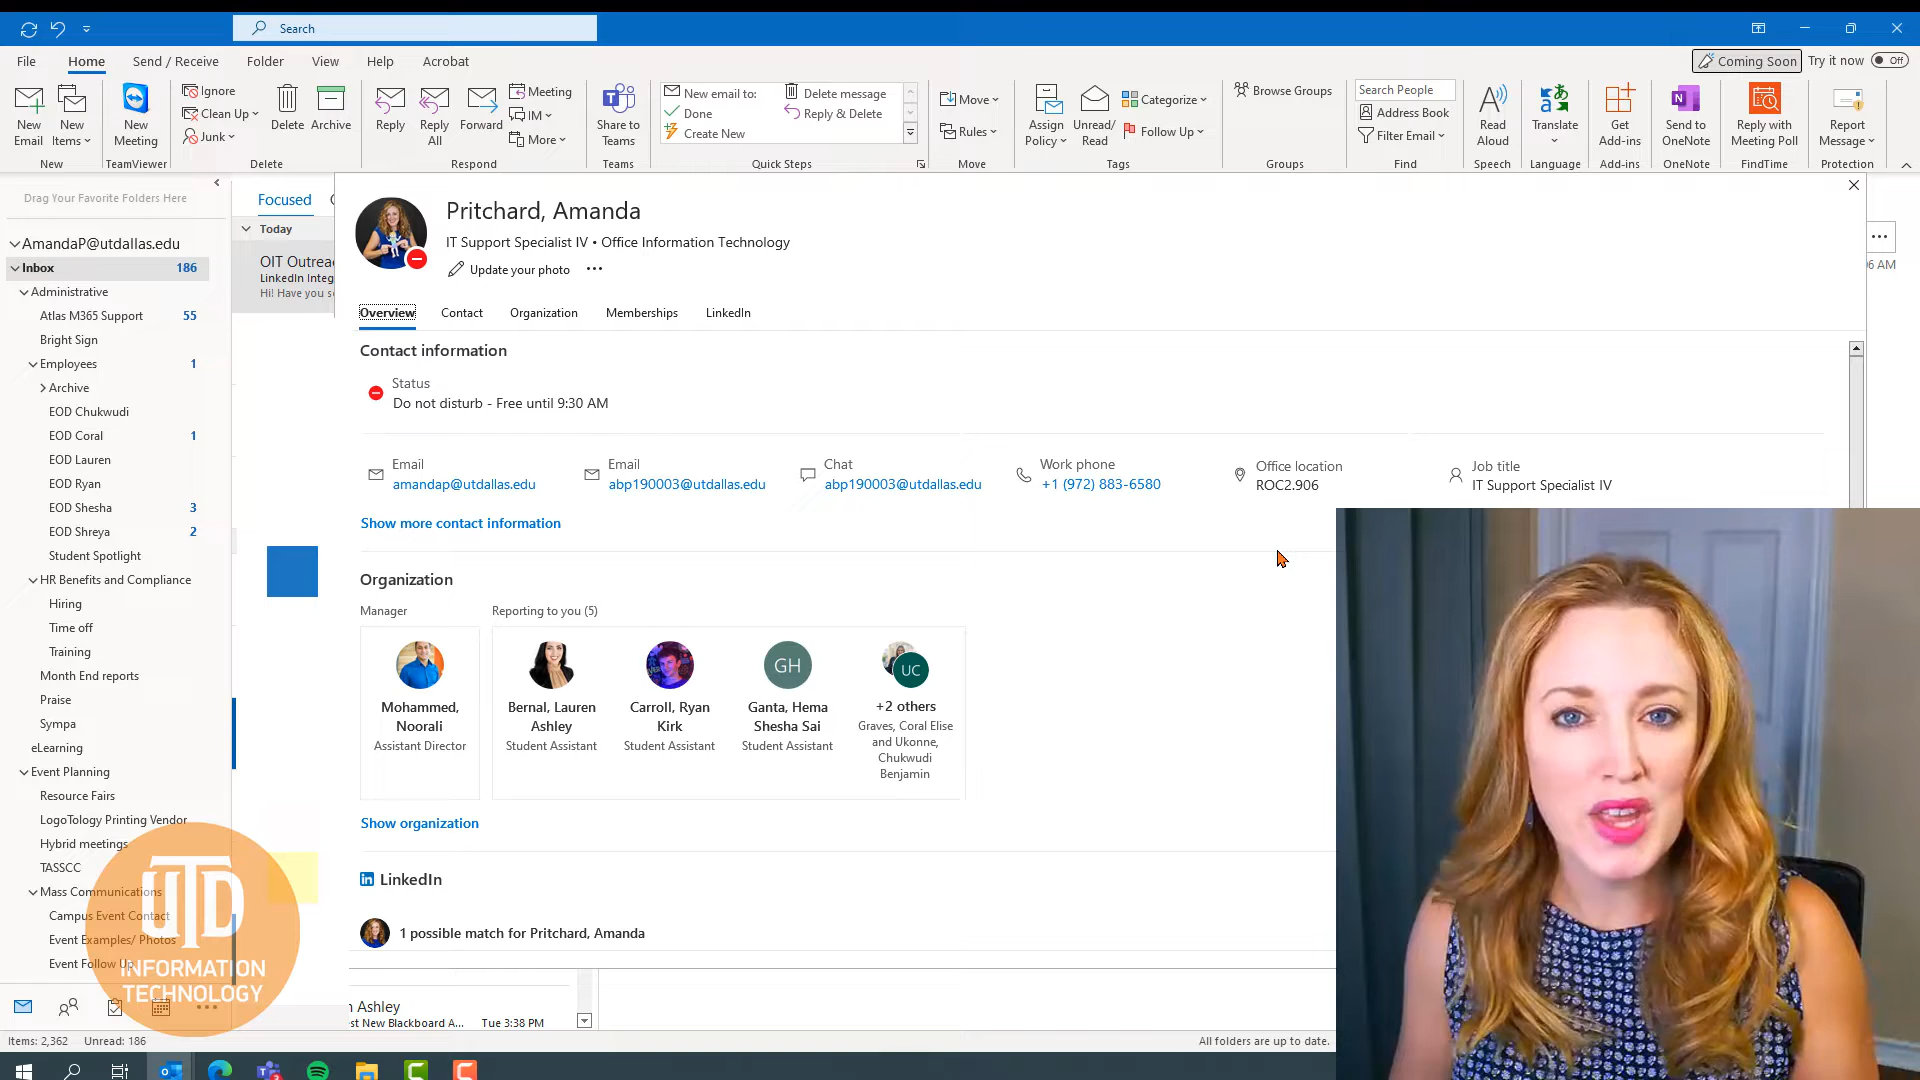 Search
File Home Send / Receive Folder View Help Acrobat
Coming Soon Try it now Off
New Email
New Items
New
New Meeting
TeamViewer
Ignore
Clean Up
Junk
Delete
Archive
Delete
Reply
Reply All
Forward
Meeting
IM
More
Respond
Share to Teams
Teams
New email to:
Done
Create New
Delete message
Reply & Delete
Quick Steps
Move
Rules
Move
Assign Policy
Unread/ Read
Categorize
Follow Up
Tags
Browse Groups
Groups
Search People
Address Book
Filter Email
Find
Read Aloud
Speech
Translate
Language
Get Add-ins
Add-ins
Send to OneNote
OneNote
Reply with Meeting Poll
FindTime
Report Message
Protection
Drag Your Favorite Folders Here
AmandaP@utdallas.edu
Inbox 186
Administrative
Atlas M365 Support 55
Bright Sign
Employees 1
Archive
EOD Chukwudi
EOD Coral 1
EOD Lauren
EOD Ryan
EOD Shesha 3
EOD Shreya 2
Student Spotlight
HR Benefits and Compliance
Hiring
Time off
Training
Month End reports
Praise
Sympa
eLearning
Event Planning
Resource Fairs
LogoTology Printing Vendor
Hybrid meetings
TASSCC
Mass Communications
Campus Event Contact
Event Examples/ Photos
Event Follow Up
UTD
INFORMATION
TECHNOLOGY
Focused
Today
OIT Outrea
LinkedIn Integ
Hi! Have you s
6 AM
Pritchard, Amanda
IT Support Specialist IV • Office Information Technology
Update your photo
Overview Contact Organization Memberships LinkedIn
Contact information
Status
Do not disturb - Free until 9:30 AM
Email
amandap@utdallas.edu
Email
abp190003@utdallas.edu
Chat
abp190003@utdallas.edu
Work phone
+1 (972) 883-6580
Office location
ROC2.906
Job title
IT Support Specialist IV
Show more contact information
Organization
Manager
Mohammed,
Noorali
Assistant Director
Reporting to you (5)
Bernal, Lauren
Ashley
Student Assistant
Carroll, Ryan
Kirk
Student Assistant
GH
Ganta, Hema
Shesha Sai
Student Assistant
UC
+2 others
Graves, Coral Elise
and Ukonne,
Chukwudi
Benjamin
Show organization
in LinkedIn
1 possible match for Pritchard, Amanda
n Ashley
st New Blackboard A... Tue 3:38 PM
Items: 2,362 Unread: 186
All folders are up to date.